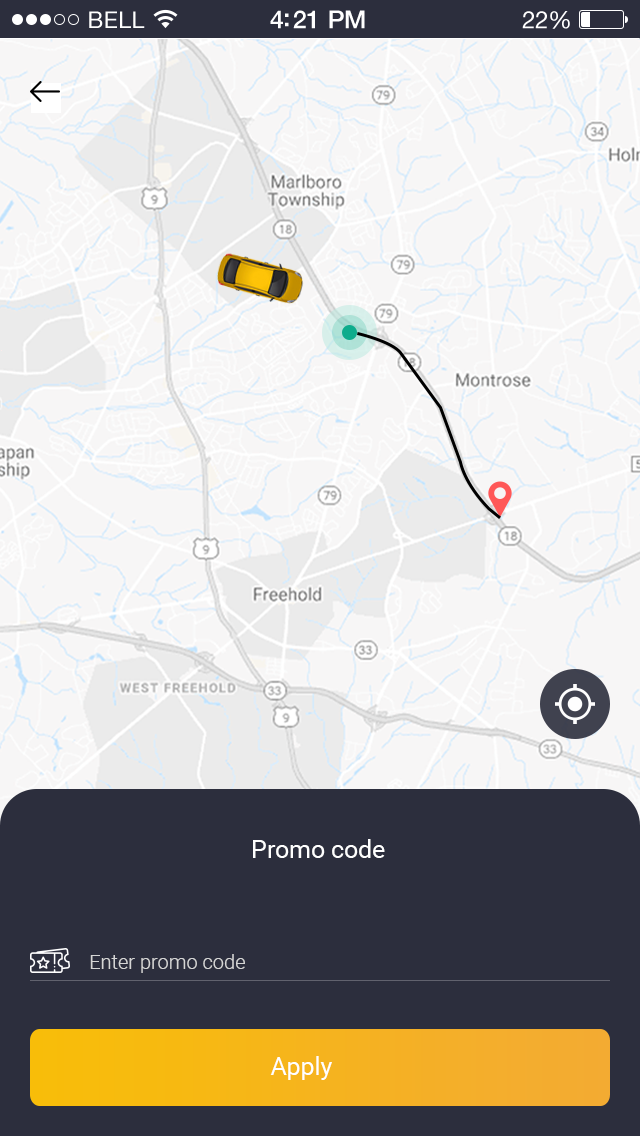 BELL 4:21 PM 22%
79
34
Holr
Marlboro
Township
9
18
79
79
18
Montrose
apan
ship
79
18
9
Freehold
33
WEST FREEHOLD
33
9
33
Promo code
Enter promo code
Apply